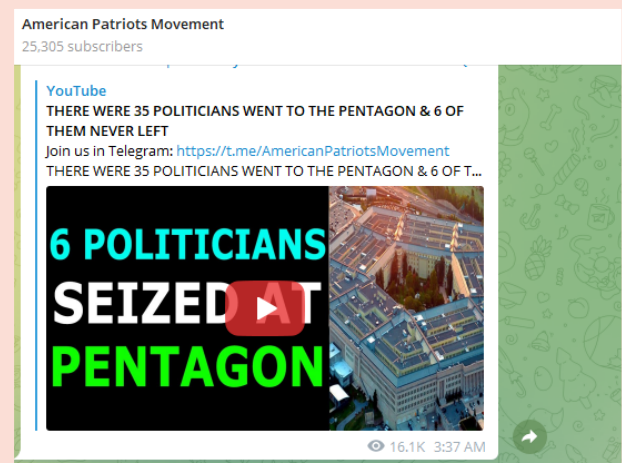 American Patriots Movement
25,305 subscribers
YouTube
THERE WERE 35 POLITICIANS WENT TO THE PENTAGON & 6 OF
THEM NEVER LEFT
Join us in Telegram: https://t.me/AmericanPatriotsMovement
THERE WERE 35 POLITICIANS WENT TO THE PENTAGON & 6 OF T...
6 POLITICIANS
SEIZED AT
PENTAGON
16.1K 3:37 AM